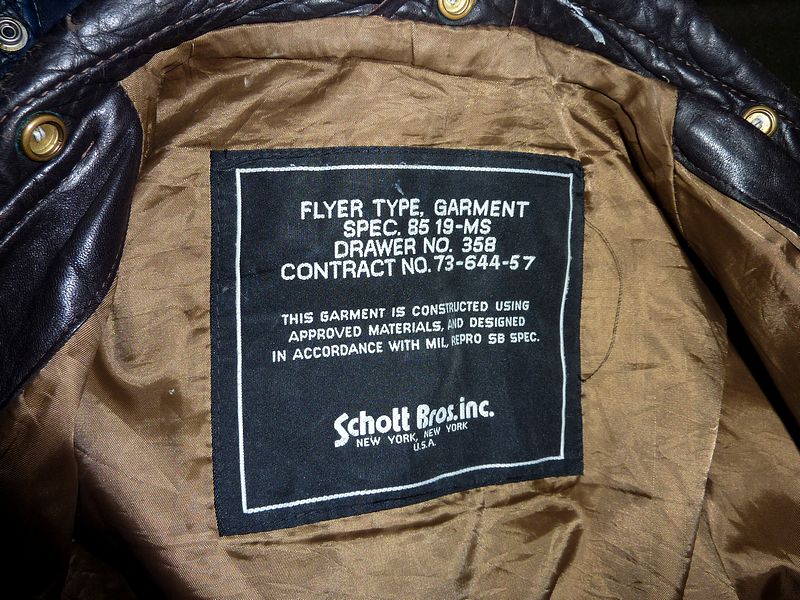 FLYER TYPE, GARMENT
SPEC. 85 19-MS
DRAWER NO. 358
CONTRACT NO. 73-644-57
THIS GARMENT IS CONSTRUCTED USING
APPROVED MATERIALS, AND DESIGNED
IN ACCORDANCE WITH MIL, REPRO SB SPEC.
Schott Bros.inc.
NEW YORK, NEW YORK
U.S.A.